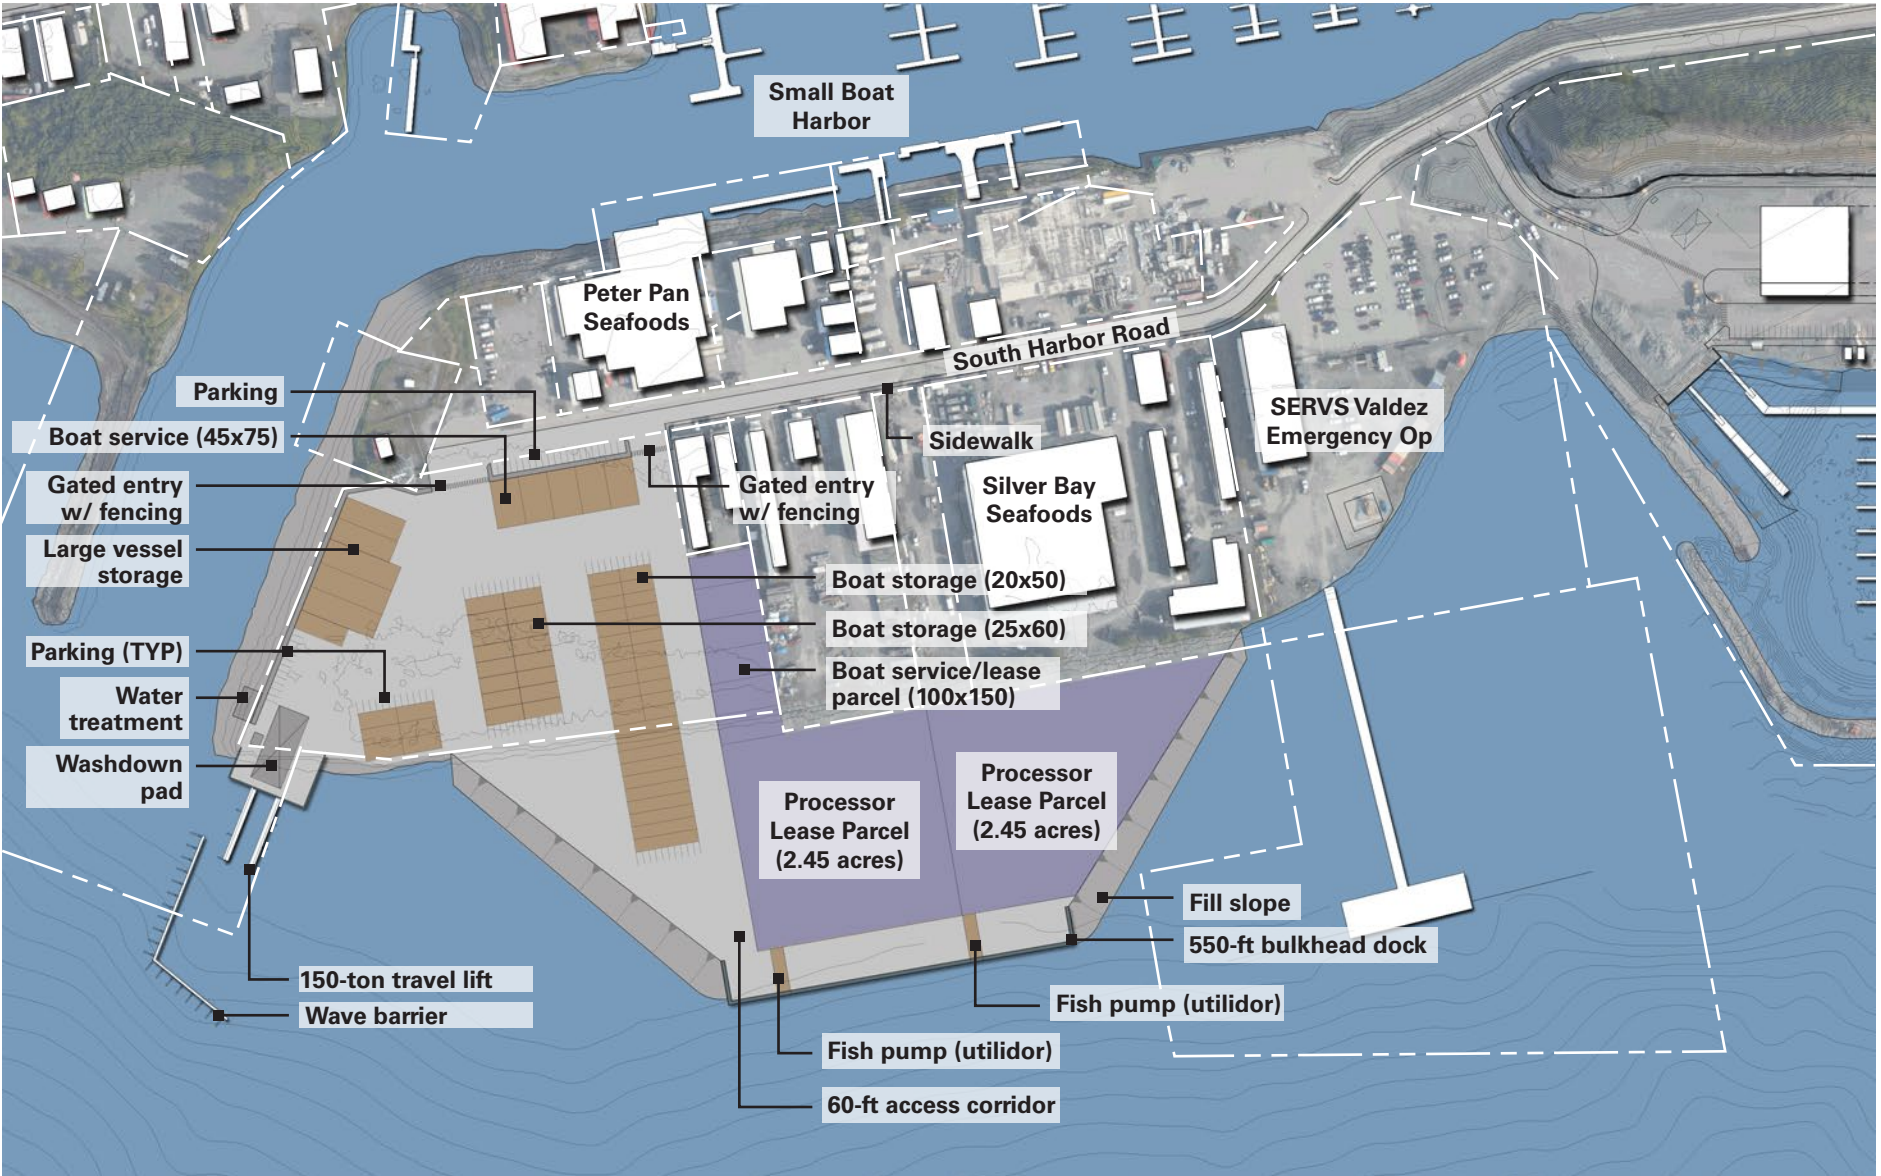 Small Boat
Harbor
Peter Pan
Seafoods
South Harbor Road
Parking
Boat service (45x75)
Gated entry
w/ fencing
Large vessel
storage
Parking (TYP)
Water
treatment
Washdown
pad
Sidewalk
SERVS Valdez
Emergency Op
Gated entry
w/ fencing
Silver Bay
Seafoods
Boat storage (20x50)
Boat storage (25x60)
Boat service/lease
parcel (100x150)
Processor
Lease Parcel
(2.45 acres)
Processor
Lease Parcel
(2.45 acres)
Fill slope
550-ft bulkhead dock
150-ton travel lift
Wave barrier
Fish pump (utilidor)
Fish pump (utilidor)
60-ft access corridor